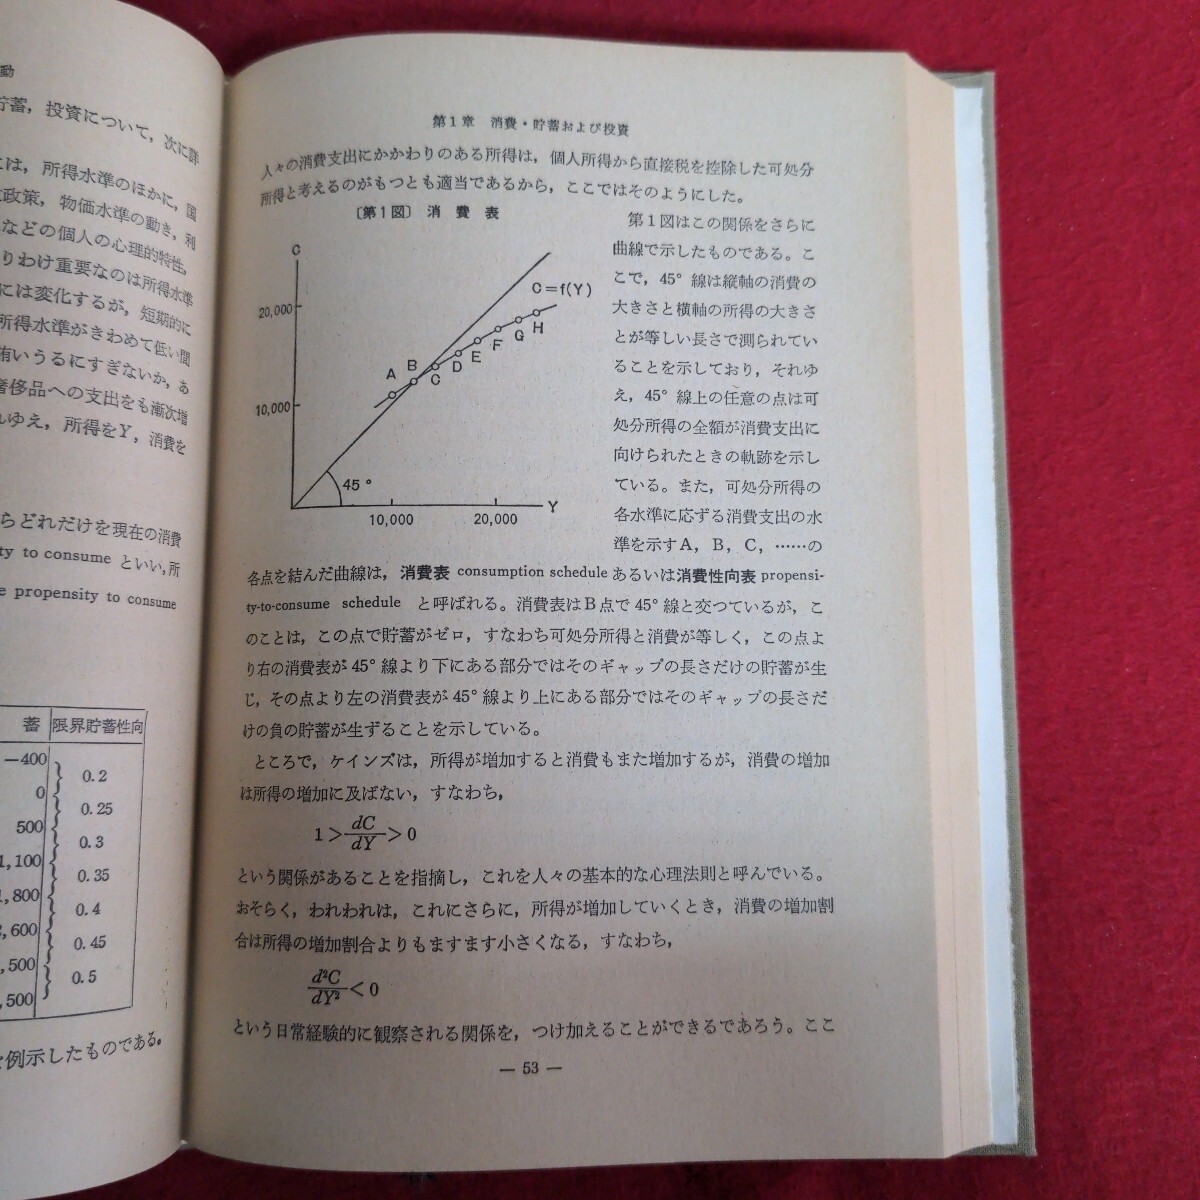 動
貯蓄，投資について，次に詳
は，所得水準のほかに，国
政策，物価水準の動き，利
などの個人の心理的特性，
りわけ重要なのは所得水準
には変化するが，短期的に
所得水準がきわめて低い間
賄いうるにすぎないか，あ
奢侈品への支出をも漸次増
れゆえ，所得をＹ，消費を
らどれだけを現在の消費
ty to consume といい，所
e propensity to consume
蓄 限界貯蓄性向
−400
0.2
0
0.25
500
0.3
1,100
0.35
1,800
0.4
2,600
0.45
,500
0.5
,500
を例示したものである。
第１章 消費・貯蓄および投資
人々の消費支出にかかわりのある所得は，個人所得から直接税を控除した可処分
所得と考えるのがもつとも適当であるから，ここではそのようにした。
〔第１図〕 消 費 表
C
20,000
10,000
C＝f(Y)
A B C D E F G H
45°
10,000 20,000 Y
第１図はこの関係をさらに
曲線で示したものである。こ
こで，45° 線は縦軸の消費の
大きさと横軸の所得の大きさ
とが等しい長さで測られてい
ることを示しており，それゆ
え，45° 線上の任意の点は可
処分所得の全額が消費支出に
向けられたときの軌跡を示し
ている。また，可処分所得の
各水準に応ずる消費支出の水
準を示すＡ，Ｂ，Ｃ，……の
各点を結んだ曲線は，消費表 consumption schedule あるいは消費性向表 propensi-
ty-to-consume schedule と呼ばれる。消費表はＢ点で 45° 線と交つているが，こ
のことは，この点で貯蓄がゼロ，すなわち可処分所得と消費が等しく，この点よ
り右の消費表が 45° 線より下にある部分ではそのギャップの長さだけの貯蓄が生
じ，その点より左の消費表が 45° 線より上にある部分ではそのギャップの長さだ
けの負の貯蓄が生ずることを示している。
ところで，ケインズは，所得が増加すると消費もまた増加するが，消費の増加
は所得の増加に及ばない，すなわち，
1＞dC/dY＞0
という関係があることを指摘し，これを人々の基本的な心理法則と呼んでいる。
おそらく，われわれは，これにさらに，所得が増加していくとき，消費の増加割
合は所得の増加割合よりもますます小さくなる，すなわち，
d²C/dY²＜0
という日常経験的に観察される関係を，つけ加えることができるであろう。ここ
— 53 —